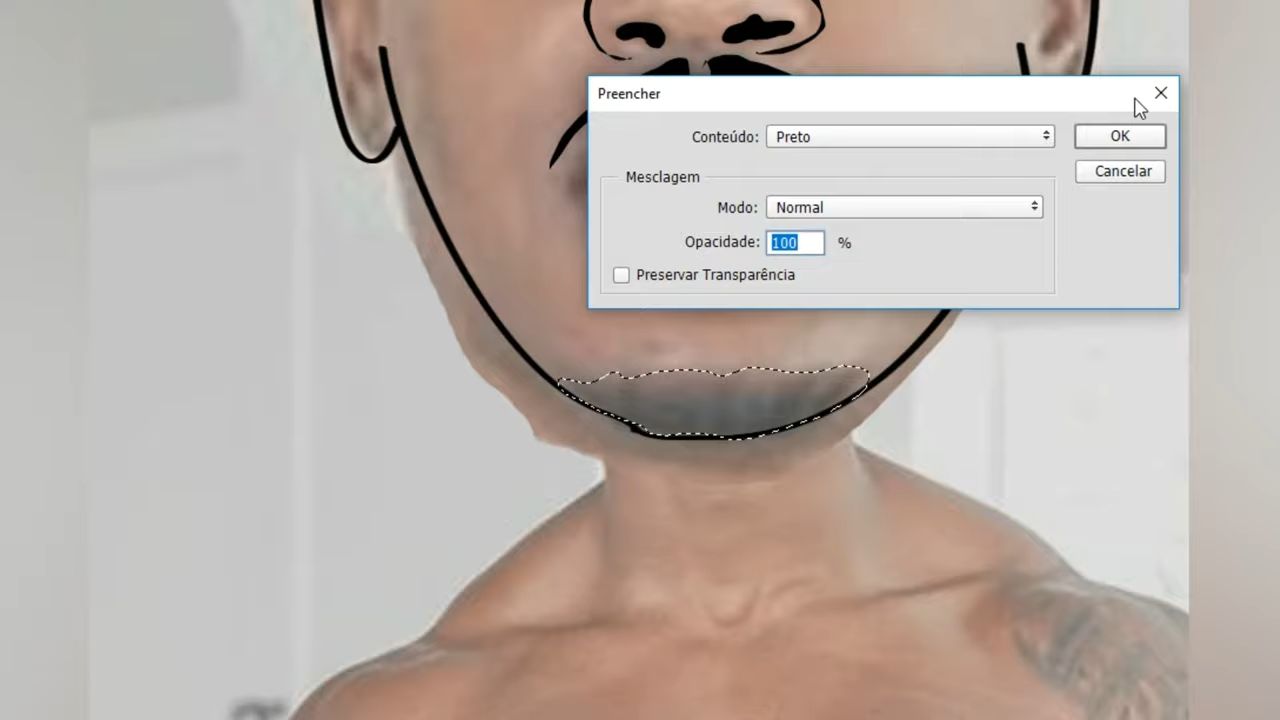 Preencher
Conteúdo: Preto
OK
Mesclagem
Cancelar
Modo: Normal
Opacidade: 100 %
Preservar Transparência